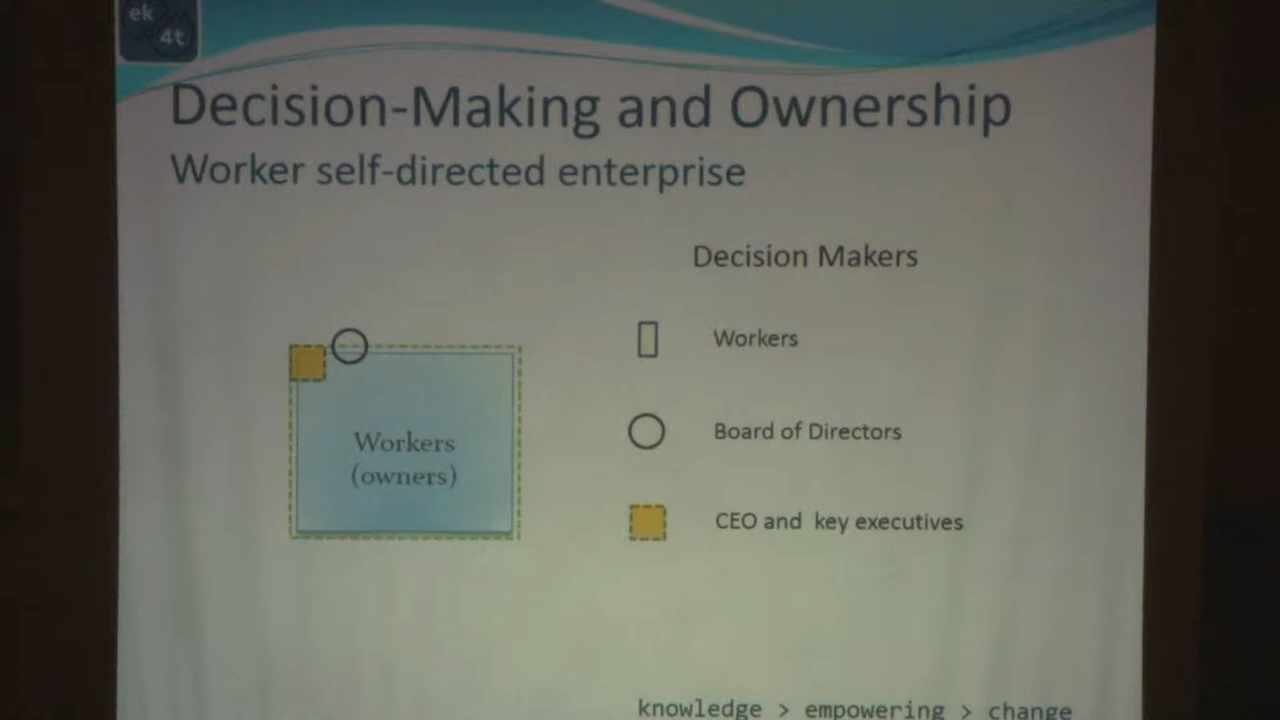 ek
4t
Decision-Making and Ownership
Worker self-directed enterprise
Decision Makers
Workers
Board of Directors
CEO and key executives
Workers
(owners)
knowledge > empowering > change